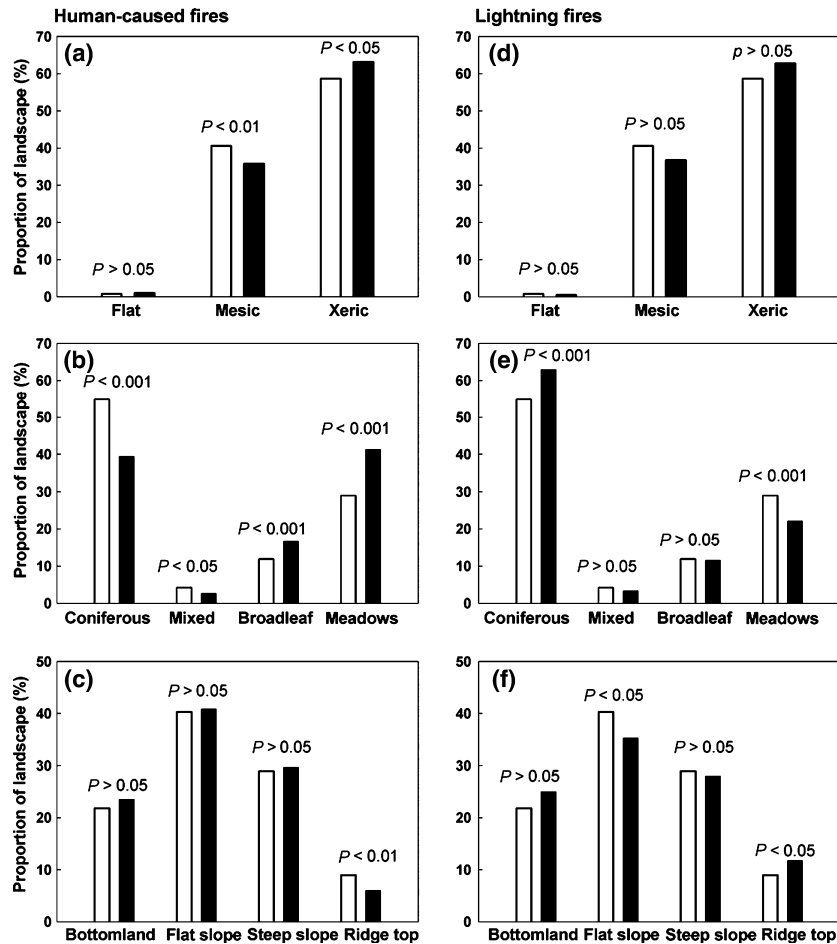 Human-caused fires
Lightning fires
(a)
Proportion of landscape (%)
70
60
50
40
30
20
10
0
P > 0.05
P < 0.01
P < 0.05
Flat Mesic Xeric
(d)
70
60
50
40
30
20
10
0
P > 0.05
P > 0.05
p > 0.05
Flat Mesic Xeric
(b)
Proportion of landscape (%)
70
60
50
40
30
20
10
0
P < 0.001
P < 0.05
P < 0.001
P < 0.001
Coniferous Mixed Broadleaf Meadows
(e)
70
60
50
40
30
20
10
0
P < 0.001
P > 0.05
P > 0.05
P < 0.001
Coniferous Mixed Broadleaf Meadows
(c)
Proportion of landscape (%)
50
40
30
20
10
0
P > 0.05
P > 0.05
P > 0.05
P < 0.01
Bottomland Flat slope Steep slope Ridge top
(f)
50
40
30
20
10
0
P > 0.05
P < 0.05
P > 0.05
P < 0.05
Bottomland Flat slope Steep slope Ridge top